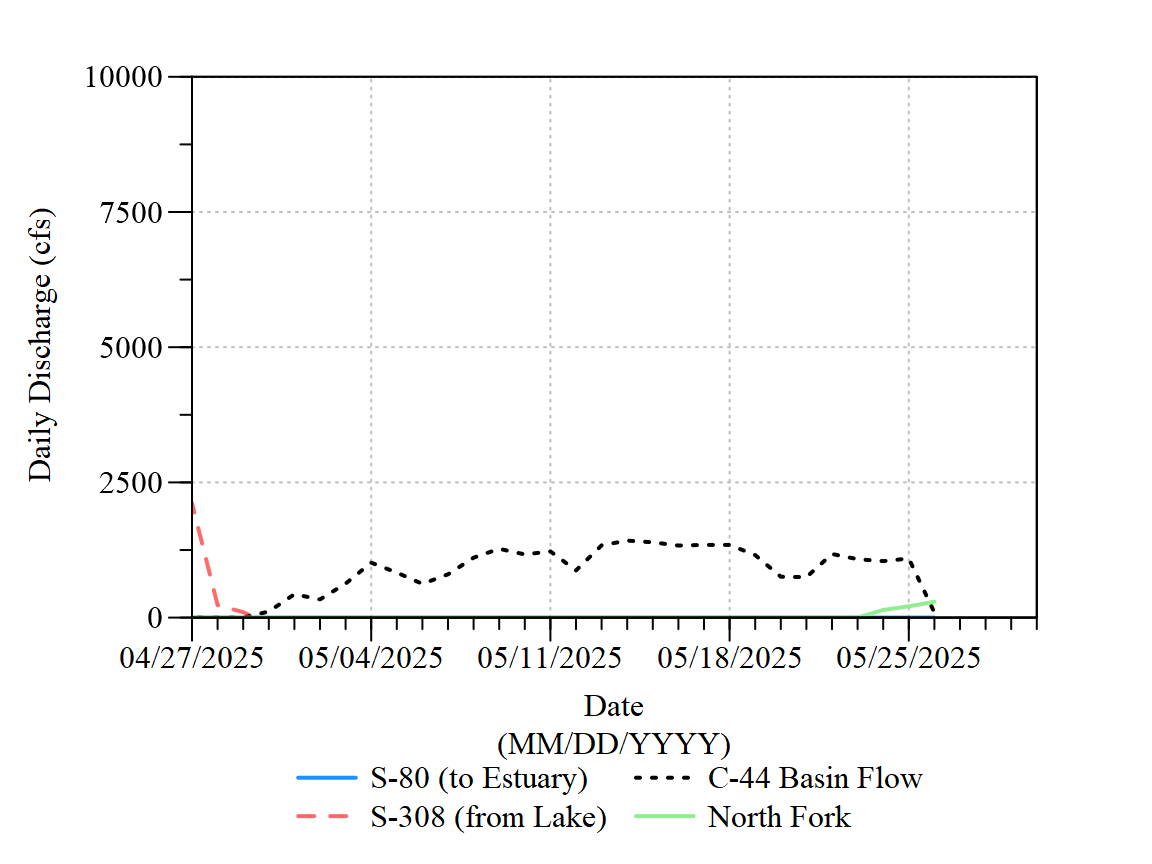 10000
7500
5000
2500
0
Daily Discharge (cfs)
04/27/2025 05/04/2025 05/11/2025 05/18/2025 05/25/2025
Date
(MM/DD/YYYY)
S-80 (to Estuary) C-44 Basin Flow
S-308 (from Lake) North Fork